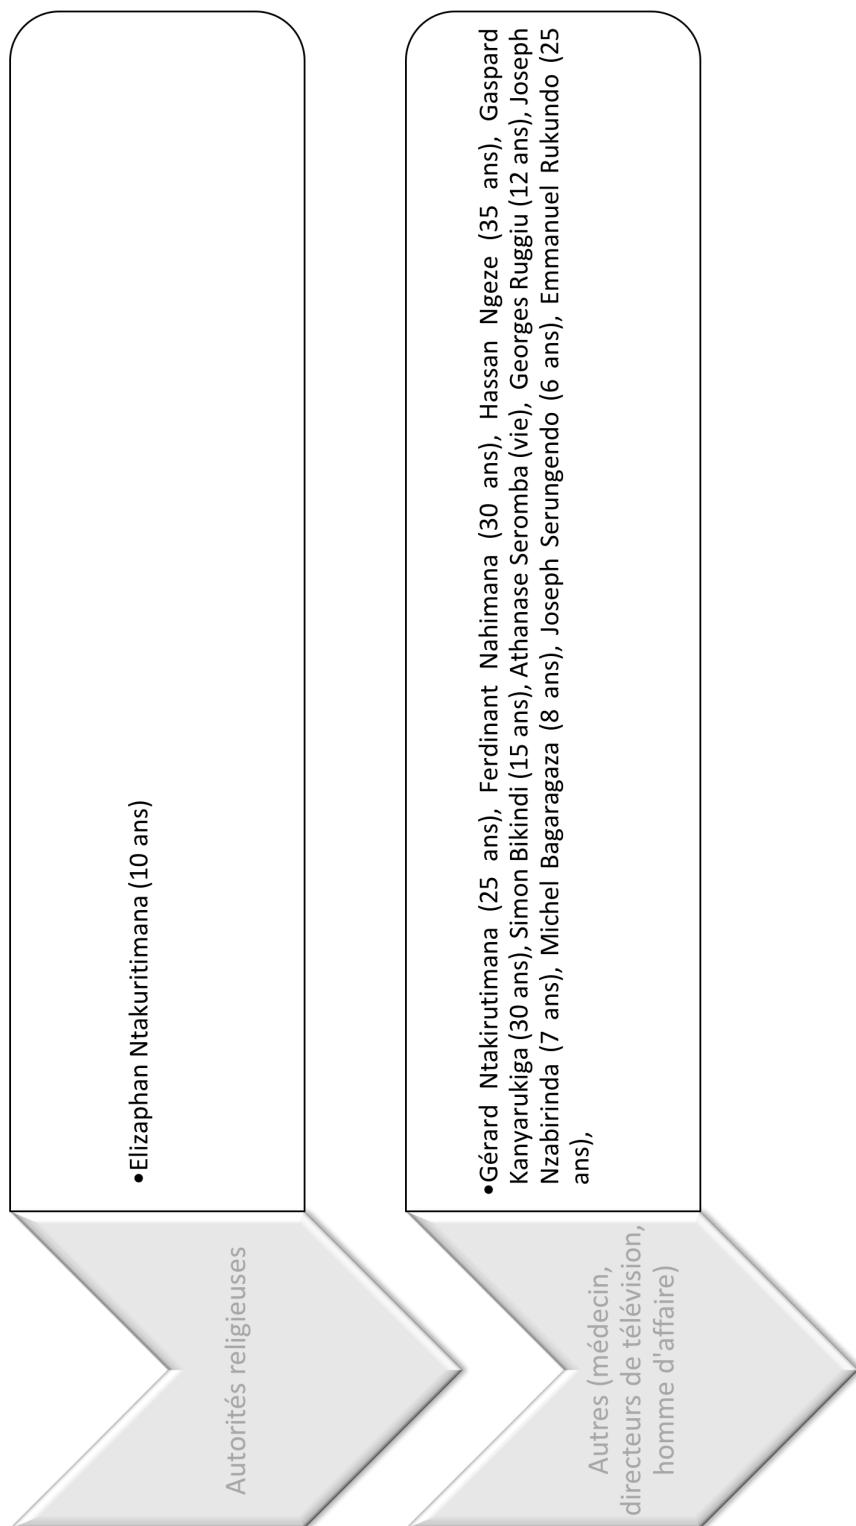 Autorités religieuses
•Elizaphan Ntakuritimana (10 ans)
Autres (médecin,
directeurs de télévision,
homme d'affaire)
•Gérard Ntakirutimana (25 ans), Ferdinant Nahimana (30 ans), Hassan Ngeze (35 ans), Gaspard
Kanyarukiga (30 ans), Simon Bikindi (15 ans), Athanase Seromba (vie), Georges Ruggiu (12 ans), Joseph
Nzabirinda (7 ans), Michel Bagaragaza (8 ans), Joseph Serungendo (6 ans), Emmanuel Rukundo (25
ans),